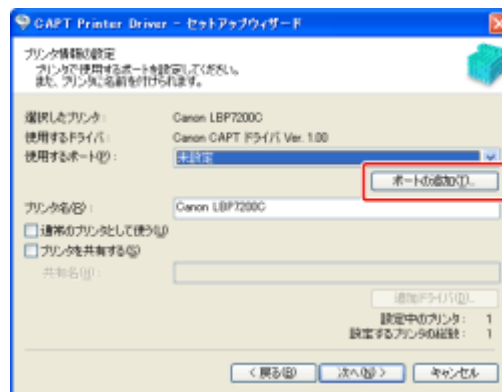 CAPT Printer Driver - セットアップウィザード
プリンタ情報の設定
プリンタで使用するポートを設定してください。
また、プリンタに名前を付けられます。
選択したプリンタ: Canon LBP7200C
使用するドライバ: Canon CAPT ドライバ Ver. 1.00
使用するポート(P): 未設定
ポートの追加(T)...
プリンタ名(E): Canon LBP7200C
通常のプリンタとして使う(U)
プリンタを共有する(S)
共有名(H):
追加ドライバ(D)...
設定中のプリンタ: 1
設定するプリンタの総数: 1
< 戻る(B) 次へ(N) > キャンセル